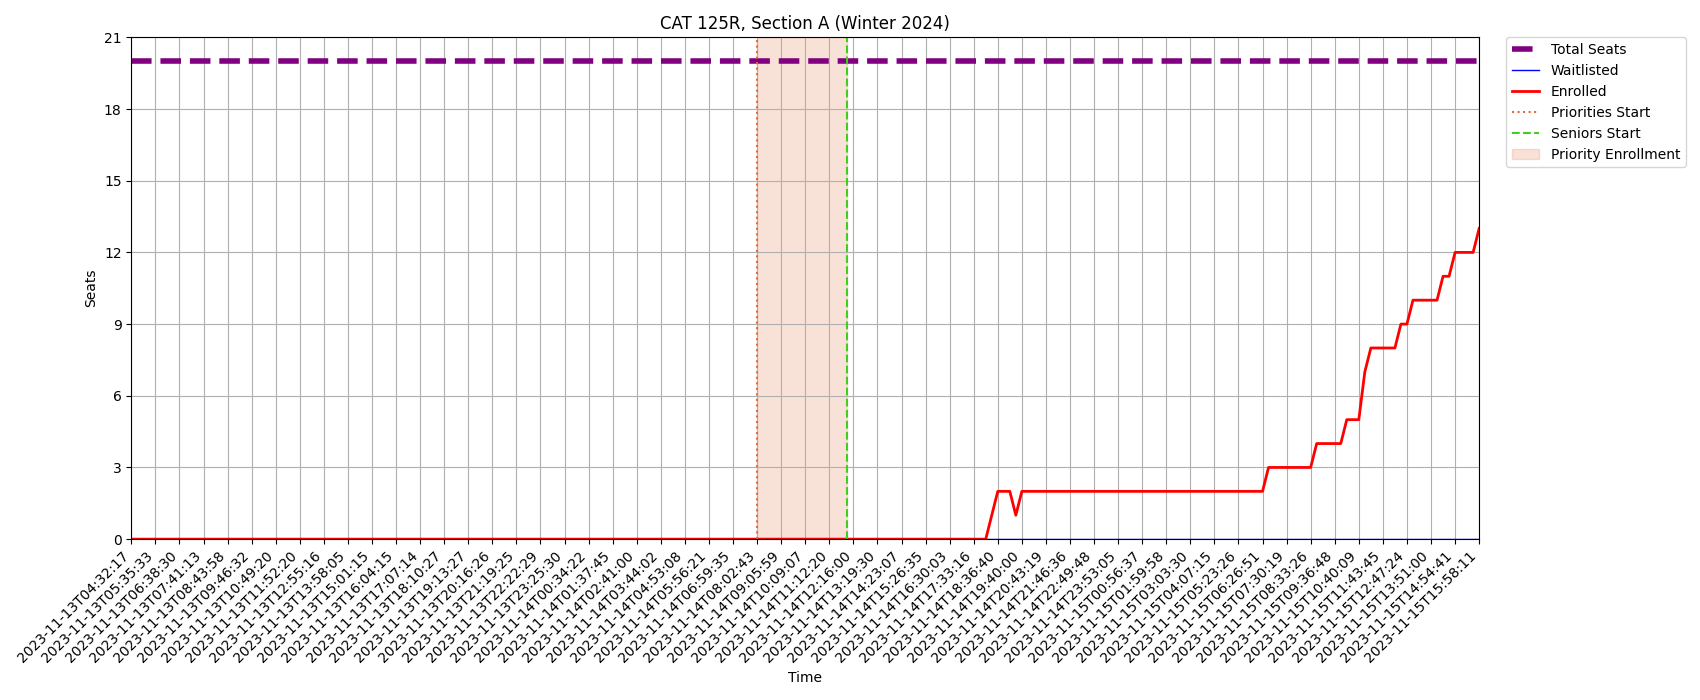 CAT 125R, Section A (Winter 2024)
Total Seats
Waitlisted
Enrolled
Priorities Start
Seniors Start
Priority Enrollment
Seats
21
18
15
12
9
6
3
0
2023-11-13T04:32:17
2023-11-13T05:35:33
2023-11-13T06:38:30
2023-11-13T07:41:13
2023-11-13T08:43:58
2023-11-13T09:46:32
2023-11-13T10:49:20
2023-11-13T11:52:20
2023-11-13T12:55:16
2023-11-13T13:58:05
2023-11-13T15:01:15
2023-11-13T16:04:15
2023-11-13T17:07:14
2023-11-13T18:10:27
2023-11-13T19:13:27
2023-11-13T20:16:26
2023-11-13T21:19:25
2023-11-13T22:22:29
2023-11-13T23:25:30
2023-11-14T00:34:22
2023-11-14T01:37:45
2023-11-14T02:41:00
2023-11-14T03:44:02
2023-11-14T04:53:08
2023-11-14T05:56:21
2023-11-14T06:59:35
2023-11-14T08:02:43
2023-11-14T09:05:59
2023-11-14T10:09:07
2023-11-14T11:12:20
2023-11-14T12:16:00
2023-11-14T13:19:30
2023-11-14T14:23:07
2023-11-14T15:26:35
2023-11-14T16:30:03
2023-11-14T17:33:16
2023-11-14T18:36:40
2023-11-14T19:40:00
2023-11-14T20:43:19
2023-11-14T21:46:36
2023-11-14T22:49:48
2023-11-14T23:53:05
2023-11-15T00:56:37
2023-11-15T01:59:58
2023-11-15T03:03:30
2023-11-15T04:07:15
2023-11-15T05:23:26
2023-11-15T06:26:51
2023-11-15T07:30:19
2023-11-15T08:33:26
2023-11-15T09:36:48
2023-11-15T10:40:09
2023-11-15T11:43:45
2023-11-15T12:47:24
2023-11-15T13:51:00
2023-11-15T14:54:41
2023-11-15T15:58:11
Time